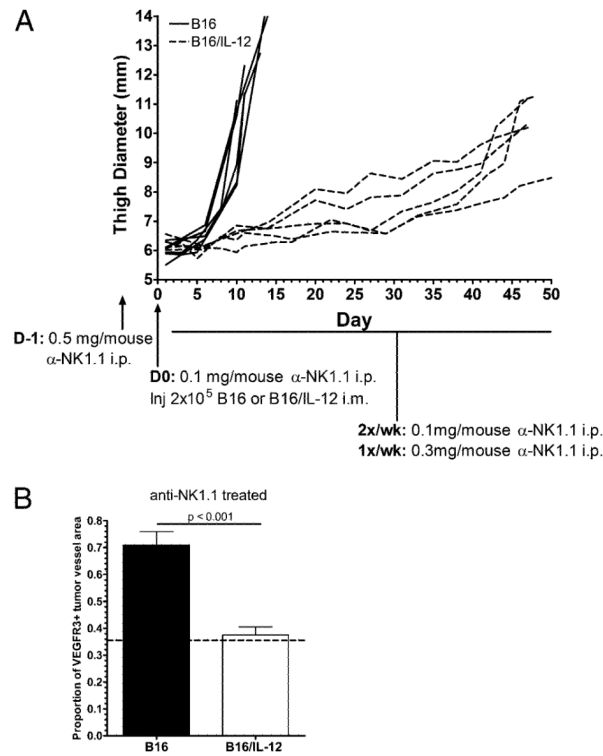 A
14
13
12
11
10
9
8
7
6
5
Thigh Diameter (mm)
B16
B16/IL-12
0 5 10 15 20 25 30 35 40 45 50
Day
D-1: 0.5 mg/mouse
α-NK1.1 i.p.
D0: 0.1 mg/mouse α-NK1.1 i.p.
Inj 2x10⁵ B16 or B16/IL-12 i.m.
2x/wk: 0.1mg/mouse α-NK1.1 i.p.
1x/wk: 0.3mg/mouse α-NK1.1 i.p.
B
anti-NK1.1 treated
p < 0.001
Proportion of VEGFR3+ tumor vessel area
0.8
0.7
0.6
0.5
0.4
0.3
0.2
0.1
0.0
B16 B16/IL-12